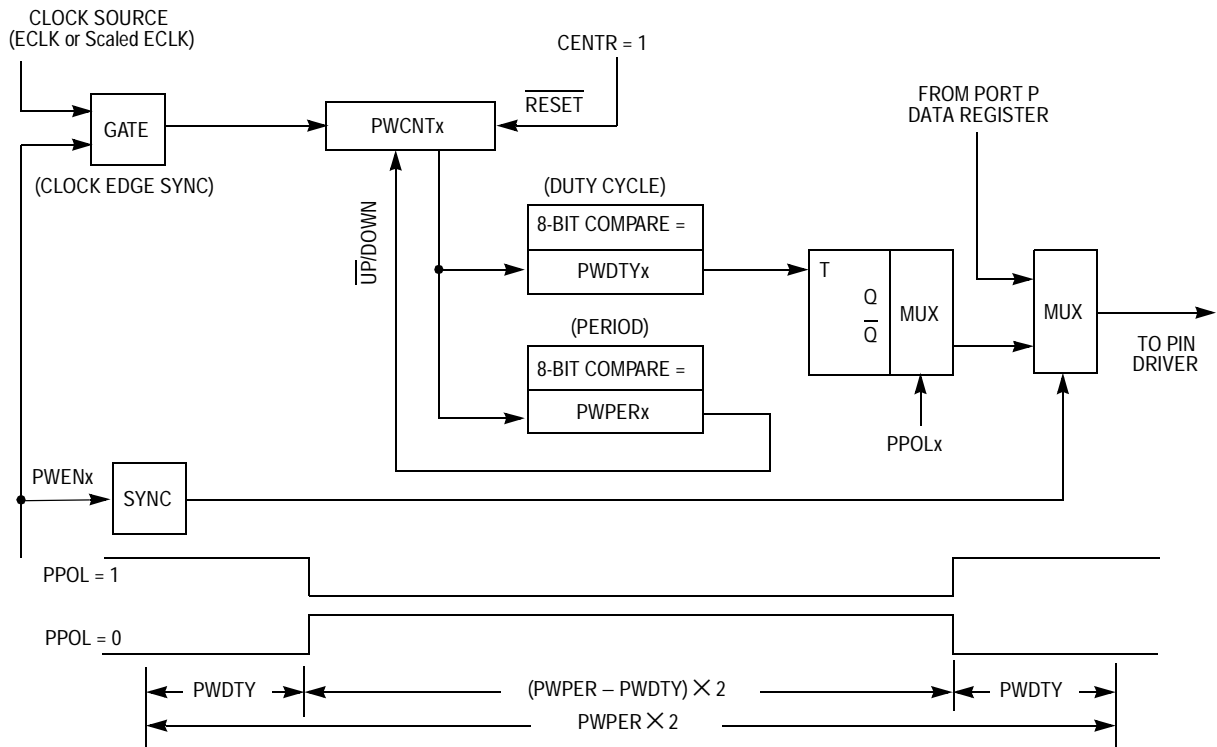 CLOCK SOURCE
(ECLK or Scaled ECLK)
CENTR = 1
RESET
FROM PORT P
DATA REGISTER
GATE
PWCNTx
(CLOCK EDGE SYNC)
UP/DOWN
(DUTY CYCLE)
8-BIT COMPARE =
PWDTYx
T
Q
Q
MUX
MUX
TO PIN
DRIVER
(PERIOD)
8-BIT COMPARE =
PWPERx
PPOLx
PWENx
SYNC
PPOL = 1
PPOL = 0
PWDTY
(PWPER – PWDTY) × 2
PWDTY
PWPER × 2